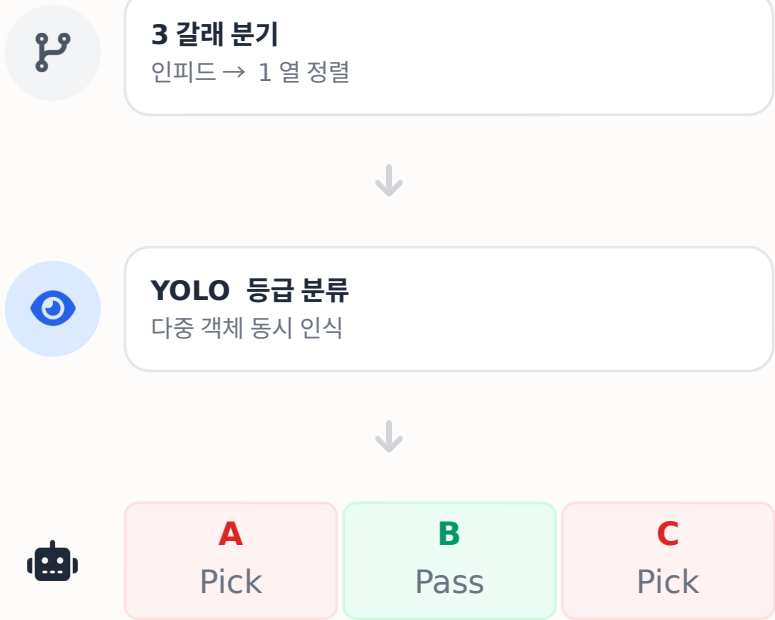 3 갈래 분기
인피드 → 1 열 정렬
YOLO 등급 분류
다중 객체 동시 인식
A
Pick
B
Pass
C
Pick